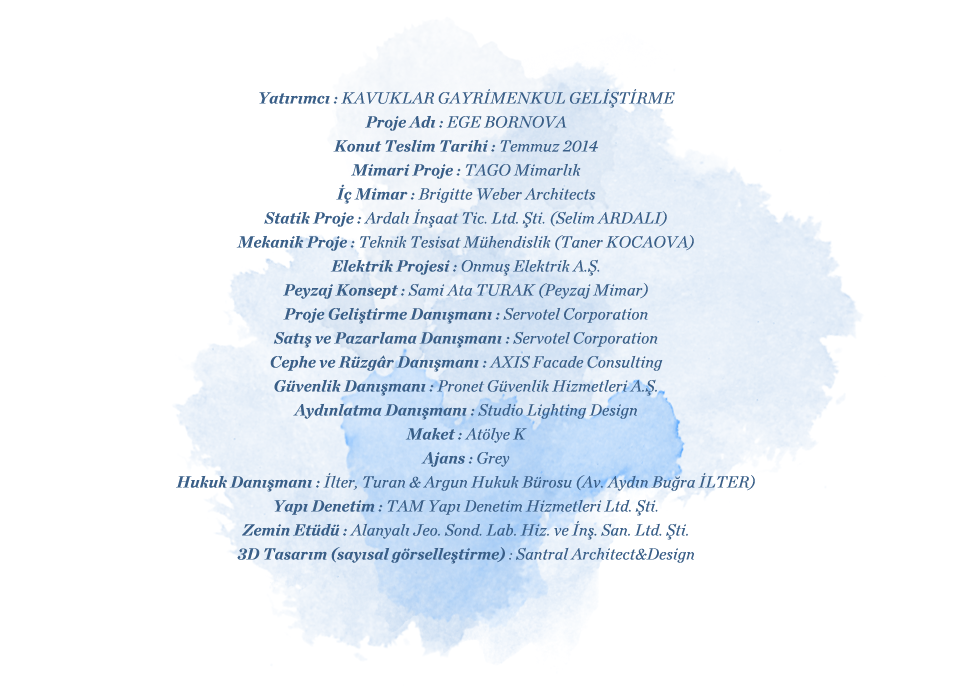 Yatırımcı : KAVUKLAR GAYRİMENKUL GELİŞTİRME
Proje Adı : EGE BORNOVA
Konut Teslim Tarihi : Temmuz 2014
Mimari Proje : TAGO Mimarlık
İç Mimar : Brigitte Weber Architects
Statik Proje : Ardalı İnşaat Tic. Ltd. Şti. (Selim ARDALI)
Mekanik Proje : Teknik Tesisat Mühendislik (Taner KOCAOVA)
Elektrik Projesi : Onmuş Elektrik A.Ş.
Peyzaj Konsept : Sami Ata TURAK (Peyzaj Mimar)
Proje Geliştirme Danışmanı : Servotel Corporation
Satış ve Pazarlama Danışmanı : Servotel Corporation
Cephe ve Rüzgâr Danışmanı : AXIS Facade Consulting
Güvenlik Danışmanı : Pronet Güvenlik Hizmetleri A.Ş.
Aydınlatma Danışmanı : Studio Lighting Design
Maket : Atölye K
Ajans : Grey
Hukuk Danışmanı : İlter, Turan & Argun Hukuk Bürosu (Av. Aydın Buğra İLTER)
Yapı Denetim : TAM Yapı Denetim Hizmetleri Ltd. Şti.
Zemin Etüdü : Alanyalı Jeo. Sond. Lab. Hiz. ve İnş. San. Ltd. Şti.
3D Tasarım (sayısal görselleştirme) : Santral Architect&Design